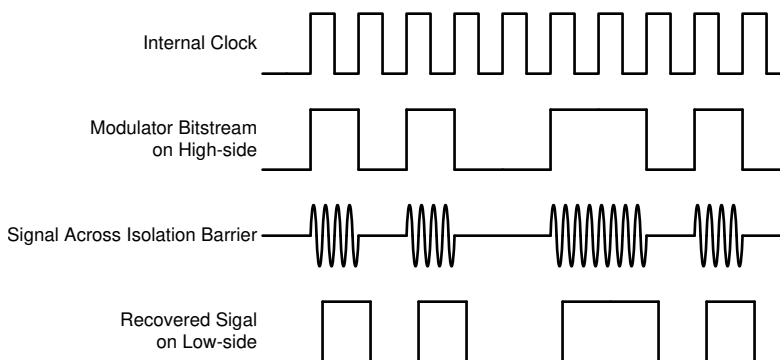 Internal Clock
Modulator Bitstream
on High-side
Signal Across Isolation Barrier
Recovered Sigal
on Low-side